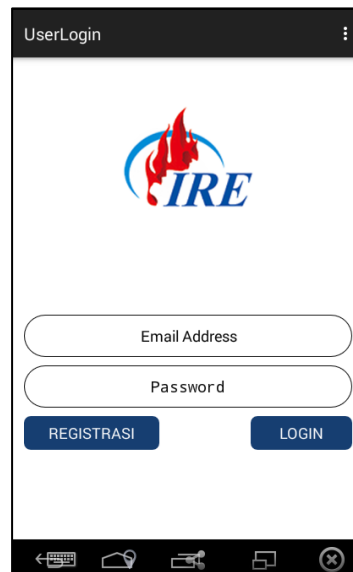 UserLogin
IRE
Email Address
Password
REGISTRASI LOGIN